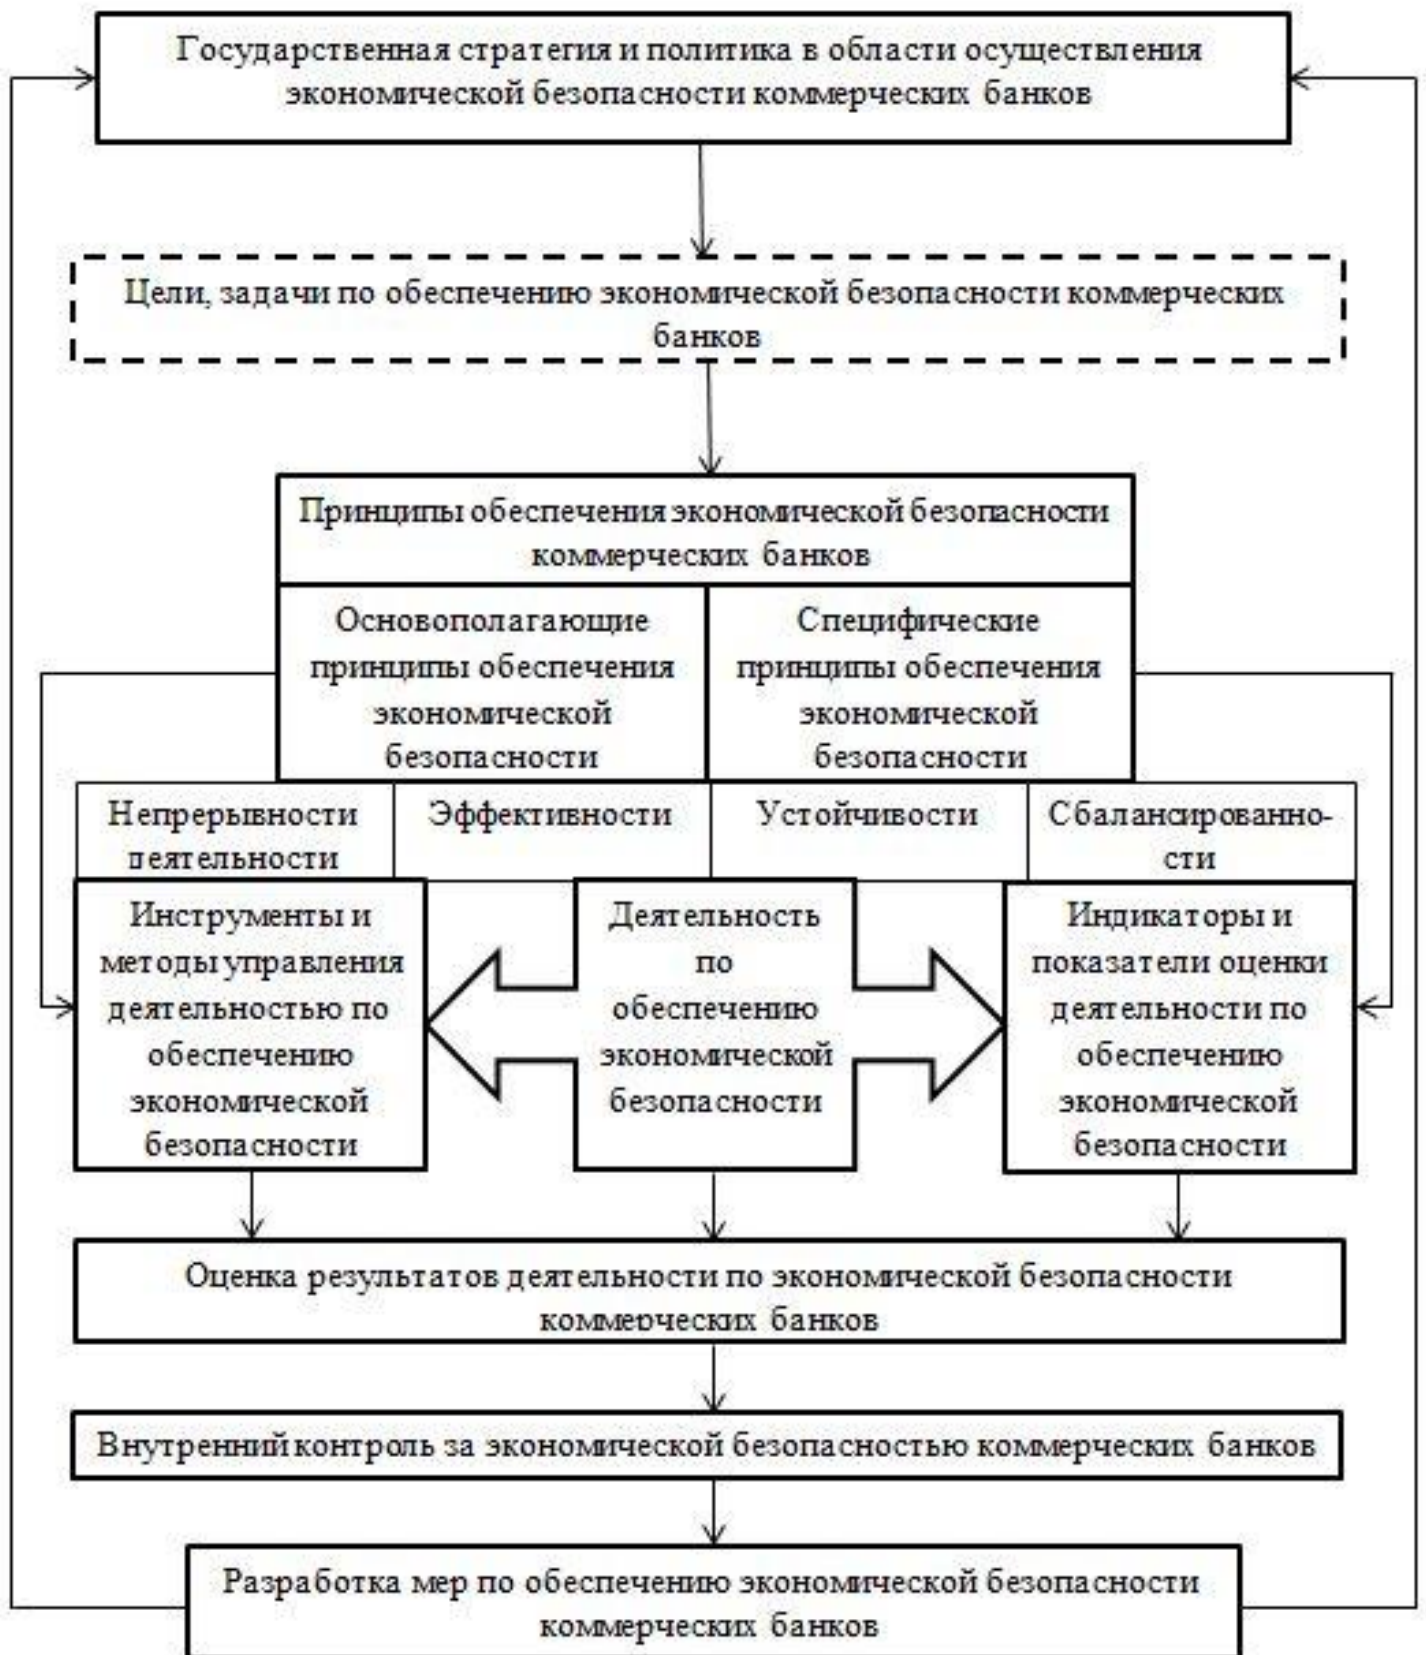 Государственная стратегия и политика в области осуществления
экономической безопасности коммерческих банков
Цели, задачи по обеспечению экономической безопасности коммерческих
банков
Принципы обеспечения экономической безопасности
коммерческих банков
Основополагающие
принципы обеспечения
экономической
безопасности
Специфические
принципы обеспечения
экономической
безопасности
Непрерывности
деятельности
Эффективности
Устойчивости
Сбалансированно-
сти
Инструменты и
методы управления
деятельностью по
обеспечению
экономической
безопасности
Деятельность
по
обеспечению
экономической
безопасности
Индикаторы и
показатели оценки
деятельности по
обеспечению
экономической
безопасности
Оценка результатов деятельности по экономической безопасности
коммерческих банков
Внутренний контроль за экономической безопасностью коммерческих банков
Разработка мер по обеспечению экономической безопасности
коммерческих банков